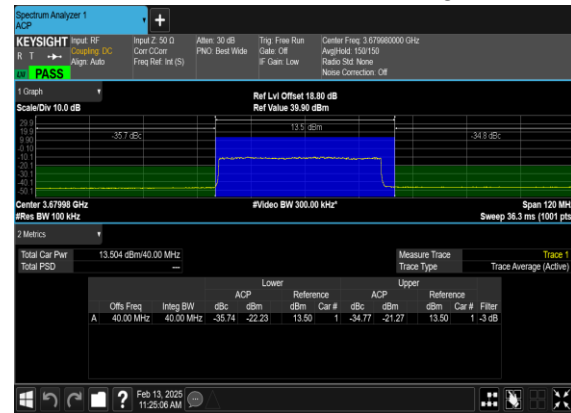 Spectrum Analyzer 1
ACP
KEYSIGHT Input: RF Input Z: 50 Ω Atten: 30 dB Trig: Free Run Center Freq: 3.679980000 GHz
R T Coupling: DC Corr CCorr PNO: Best Wide Gate: Off Avg|Hold: 150/150
Align: Auto Freq Ref: Int (S) IF Gain: Low Radio Std: None
PASS Noise Correction: Off
1 Graph
Ref Lvl Offset 18.80 dB
Scale/Div 10.0 dB Ref Value 39.90 dBm
29.9
19.9 13.5 dBm
9.90 -35.7 dBc -34.8 dBc
-0.10
-10.1
-20.1
-30.1
-40.1
-50.1
Center 3.67998 GHz #Video BW 300.00 kHz* Span 120 MH
#Res BW 100 kHz Sweep 36.3 ms (1001 pts
2 Metrics
Total Car Pwr 13.504 dBm/40.00 MHz Measure Trace Trace 1
Total PSD --- Trace Type Trace Average (Active)
Lower Upper
ACP Reference ACP Reference
Offs Freq Integ BW dBc dBm dBm Car # dBc dBm dBm Car # Filter
A 40.00 MHz 40.00 MHz -35.74 -22.23 13.50 1 -34.77 -21.27 13.50 1 -3 dB
Feb 13, 2025
11:25:06 AM